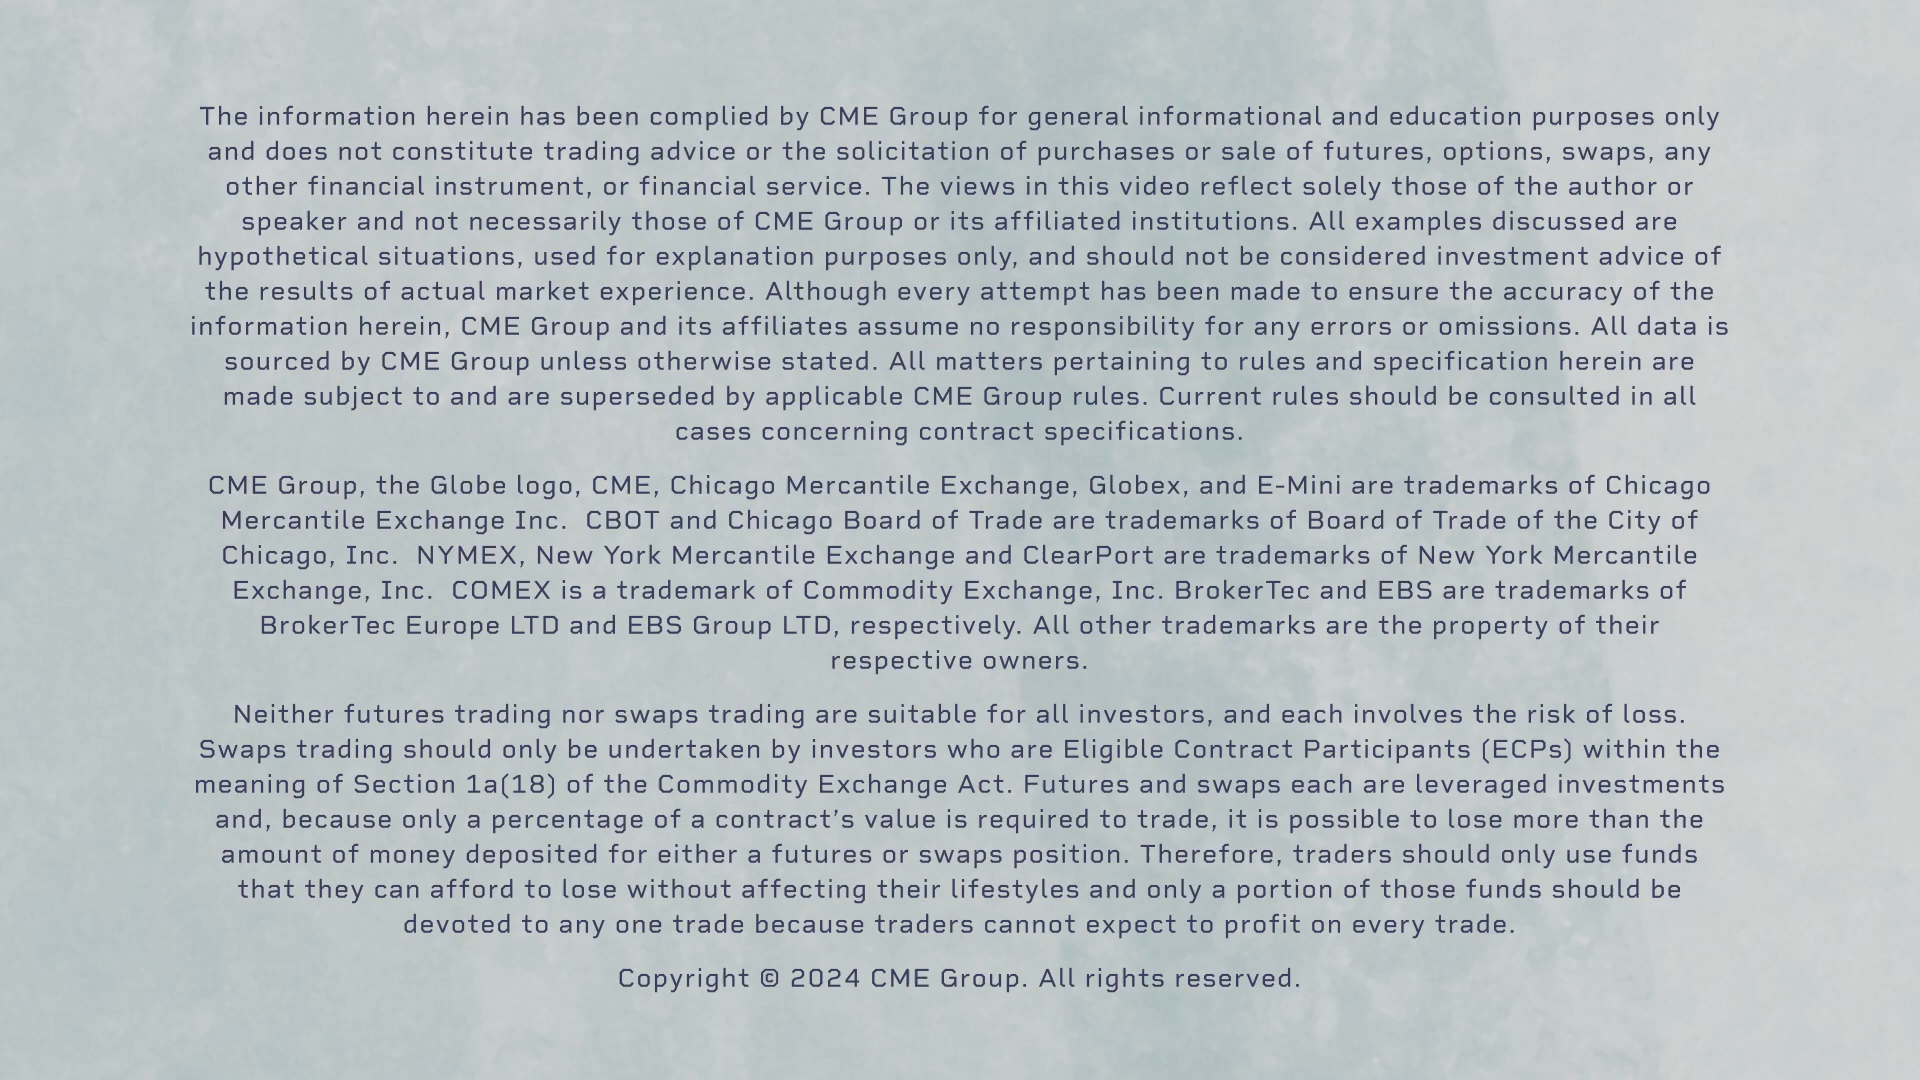 The information herein has been complied by CME Group for general informational and education purposes only
and does not constitute trading advice or the solicitation of purchases or sale of futures, options, swaps, any
other financial instrument, or financial service. The views in this video reflect solely those of the author or
speaker and not necessarily those of CME Group or its affiliated institutions. All examples discussed are
hypothetical situations, used for explanation purposes only, and should not be considered investment advice of
the results of actual market experience. Although every attempt has been made to ensure the accuracy of the
information herein, CME Group and its affiliates assume no responsibility for any errors or omissions. All data is
sourced by CME Group unless otherwise stated. All matters pertaining to rules and specification herein are
made subject to and are superseded by applicable CME Group rules. Current rules should be consulted in all
cases concerning contract specifications.
CME Group, the Globe logo, CME, Chicago Mercantile Exchange, Globex, and E-Mini are trademarks of Chicago
Mercantile Exchange Inc.  CBOT and Chicago Board of Trade are trademarks of Board of Trade of the City of
Chicago, Inc.  NYMEX, New York Mercantile Exchange and ClearPort are trademarks of New York Mercantile
Exchange, Inc.  COMEX is a trademark of Commodity Exchange, Inc. BrokerTec and EBS are trademarks of
BrokerTec Europe LTD and EBS Group LTD, respectively. All other trademarks are the property of their
respective owners.
Neither futures trading nor swaps trading are suitable for all investors, and each involves the risk of loss.
Swaps trading should only be undertaken by investors who are Eligible Contract Participants (ECPs) within the
meaning of Section 1a(18) of the Commodity Exchange Act. Futures and swaps each are leveraged investments
and, because only a percentage of a contract’s value is required to trade, it is possible to lose more than the
amount of money deposited for either a futures or swaps position. Therefore, traders should only use funds
that they can afford to lose without affecting their lifestyles and only a portion of those funds should be
devoted to any one trade because traders cannot expect to profit on every trade.
Copyright © 2024 CME Group. All rights reserved.